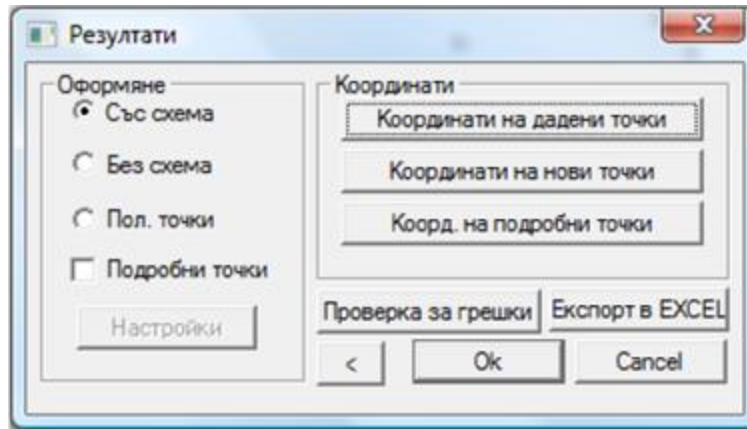 Резултати
Оформяне
Със схема
Без схема
Пол. точки
Подробни точки
Настройки
Координати
Координати на дадени точки
Координати на нови точки
Коорд. на подробни точки
Проверка за грешки
Експорт в EXCEL
<
Ok
Cancel